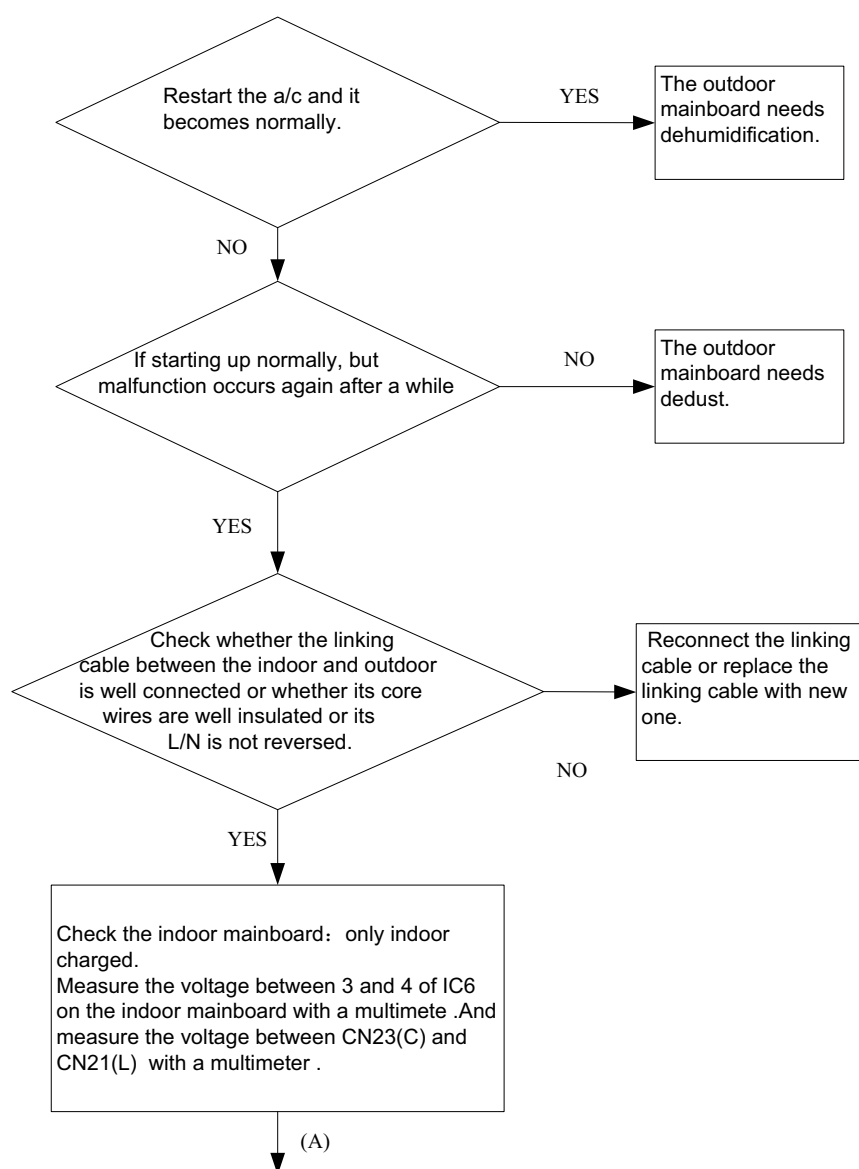 Restart the a/c and it
becomes normally.
YES
The outdoor
mainboard needs
dehumidification.
NO
If starting up normally, but
malfunction occurs again after a while
NO
The outdoor
mainboard needs
dedust.
YES
Check whether the linking
cable between the indoor and outdoor
is well connected or whether its core
wires are well insulated or its
L/N is not reversed.
Reconnect the linking
cable or replace the
linking cable with new
one.
NO
YES
Check the indoor mainboard：only indoor
charged.
Measure the voltage between 3 and 4 of IC6
on the indoor mainboard with a multimete .And
measure the voltage between CN23(C) and
CN21(L) with a multimeter .
(A)